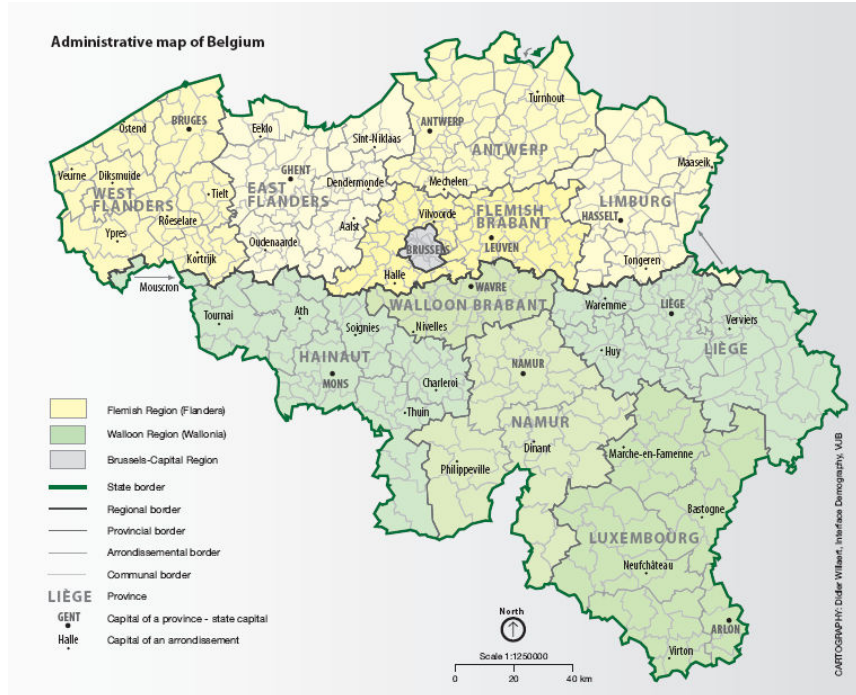 Administrative map of Belgium
Turnhout
Ostend
BRUGES
Eeklo
ANTWERP
Sint-Niklaas
ANTWERP
Maaseik
Veurne
Diksmuide
GHENT
WEST
FLANDERS
Tielt
EAST
FLANDERS
Dendermonde
Mechelen
LIMBURG
Roeselare
Aalst
Vilvoorde
FLEMISH
BRABANT
HASSELT
Ypres
Oudenaarde
BRUSSELS
LEUVEN
Kortrijk
Halle
Tongeren
Mouscron
WAVRE
WALLOON BRABANT
Waremme
LIÈGE
Tournai
Ath
Soignies
Nivelles
Verviers
HAINAUT
Huy
LIÈGE
MONS
Charleroi
NAMUR
Thuin
NAMUR
Dinant
Philippeville
Marche-en-Famenne
Bastogne
LUXEMBOURG
Neufchâteau
ARLON
Virton
Flemish Region (Flanders)
Walloon Region (Wallonia)
Brussels-Capital Region
State border
Regional border
Provincial border
Arrondissemental border
Communal border
LIÈGE Province
GENT Capital of a province - state capital
Halle Capital of an arrondissement
North
Scale 1:1250000
0 20 40 km
CARTOGRAPHY: Didier Willaert, Interface Demography, VUB